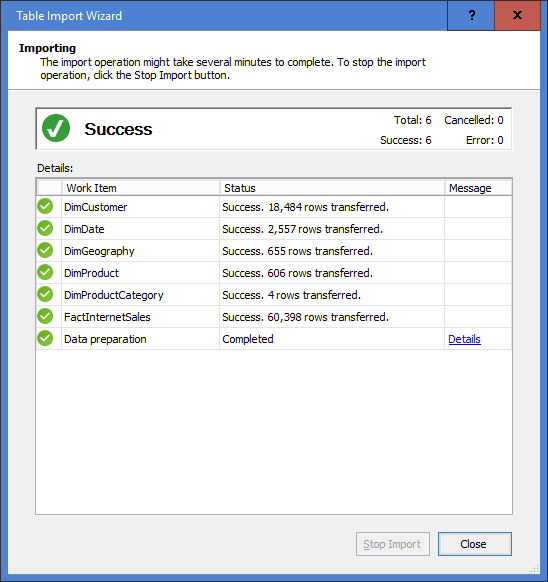 Table Import Wizard
? x
Importing
The import operation might take several minutes to complete. To stop the import
operation, click the Stop Import button.
Success
Total: 6 Cancelled: 0
Success: 6 Error: 0
Details:
Work Item Status Message
DimCustomer Success. 18,484 rows transferred.
DimDate Success. 2,557 rows transferred.
DimGeography Success. 655 rows transferred.
DimProduct Success. 606 rows transferred.
DimProductCategory Success. 4 rows transferred.
FactInternetSales Success. 60,398 rows transferred.
Data preparation Completed Details
Stop Import Close